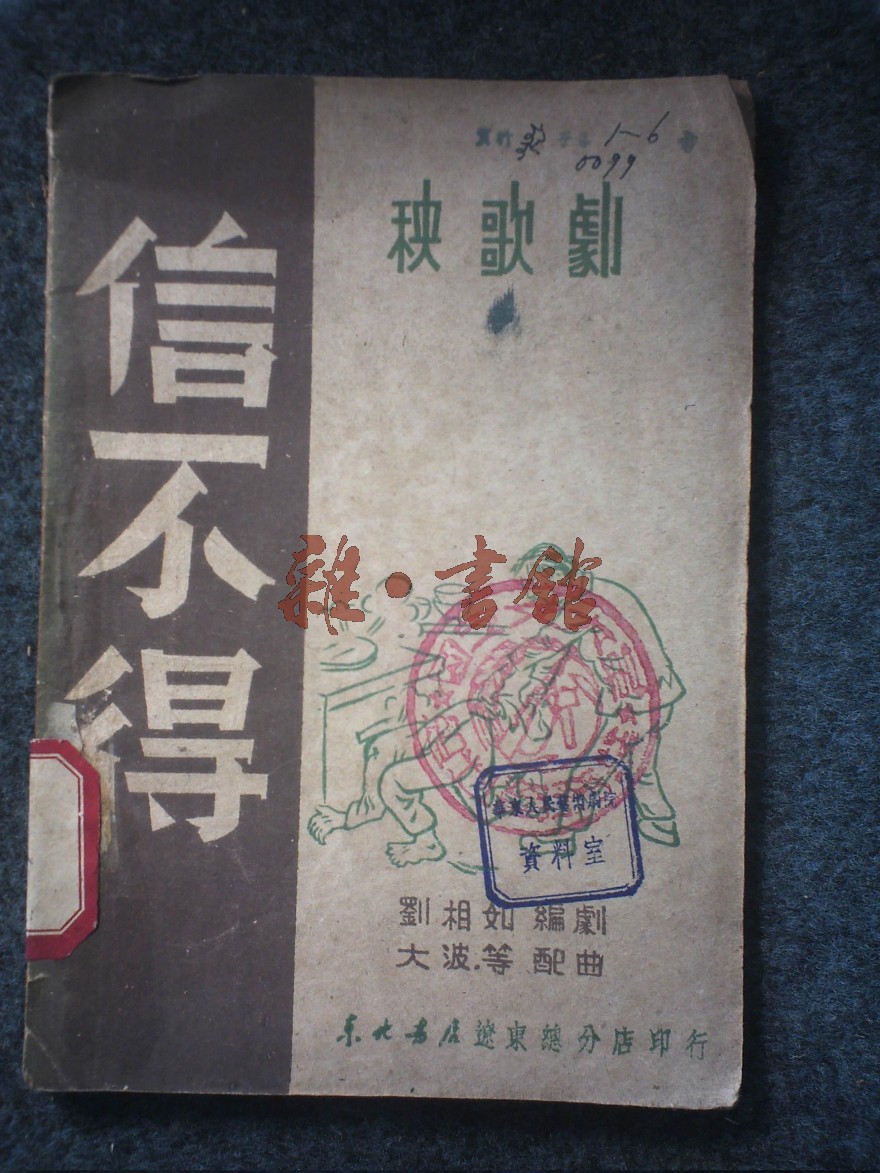 1-6
0099
秧歌劇
信不得
雜·書館
資料室
劉相如 編劇
大波.等 配曲
東北書店遼東總分店印行